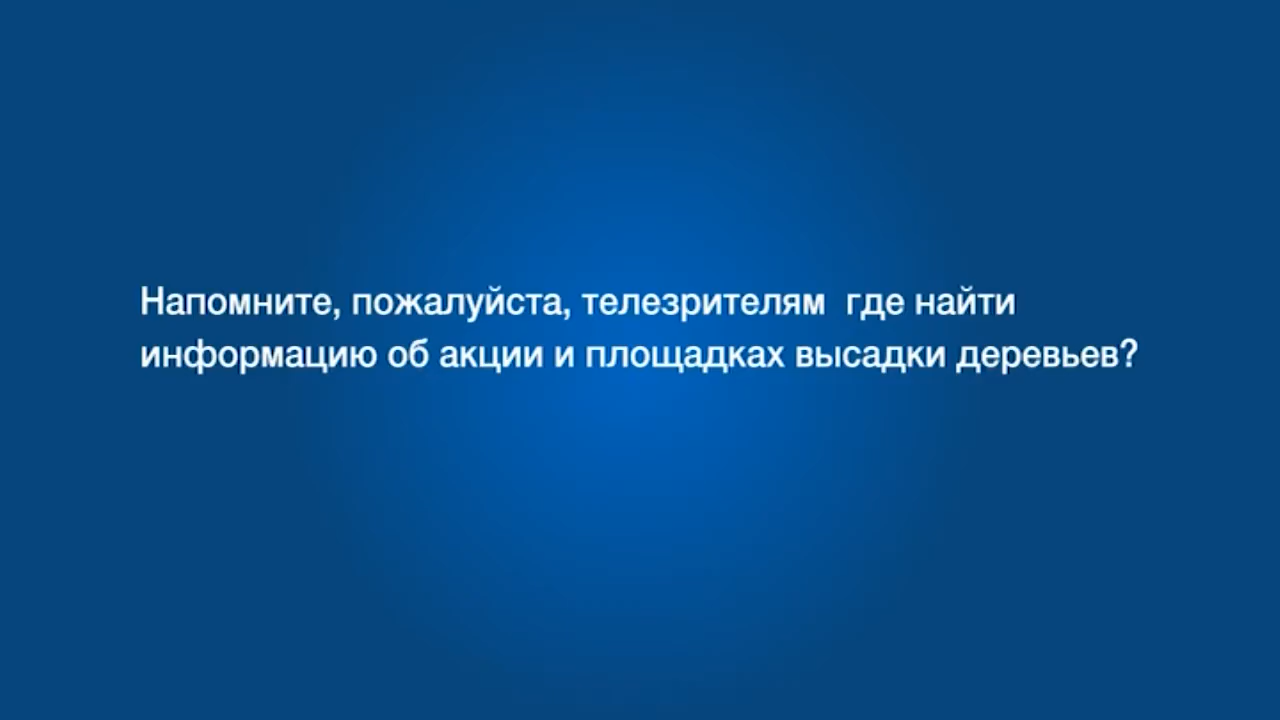 Напомните, пожалуйста, телезрителям  где найти
информацию об акции и площадках высадки деревьев?